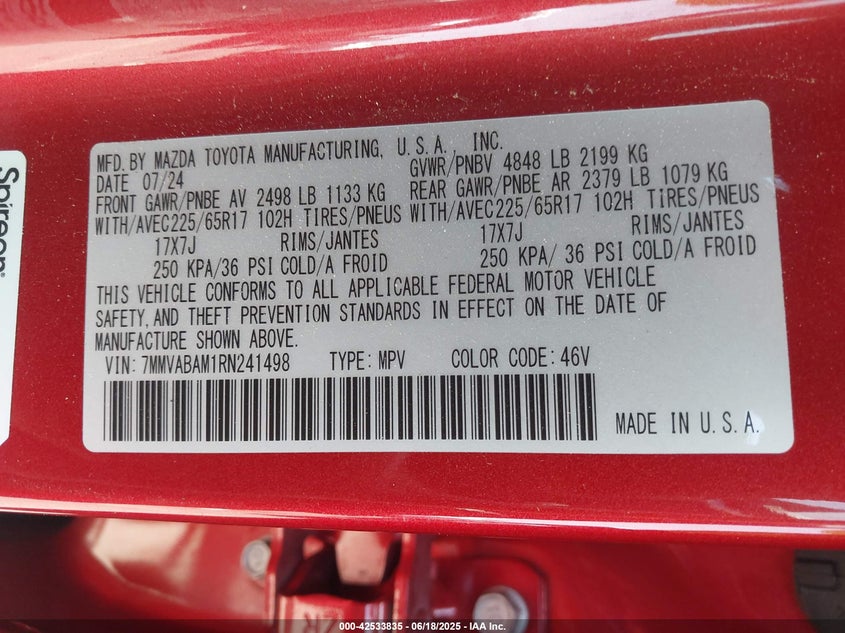 MFD. BY MAZDA TOYOTA MANUFACTURING, U.S.A. INC.
DATE 07/24 GVWR/PNBV 4848 LB 2199 KG
FRONT GAWR/PNBE AV 2498 LB 1133 KG REAR GAWR/PNBE AR 2379 LB 1079 KG
WITH/AVEC225/65R17 102H TIRES/PNEUS WITH/AVEC225/65R17 102H TIRES/PNEUS
17X7J RIMS/JANTES 17X7J RIMS/JANTES
250 KPA/36 PSI COLD/A FROID 250 KPA/ 36 PSI COLD/A FROID
THIS VEHICLE CONFORMS TO ALL APPLICABLE FEDERAL MOTOR VEHICLE
SAFETY, AND THEFT PREVENTION STANDARDS IN EFFECT ON THE DATE OF
MANUFACTURE SHOWN ABOVE.
VIN: 7MMVABAM1RN241498 TYPE: MPV COLOR CODE: 46V
MADE IN U.S.A.
Spireon
000-42533835 - 06/18/2025 - IAA Inc.